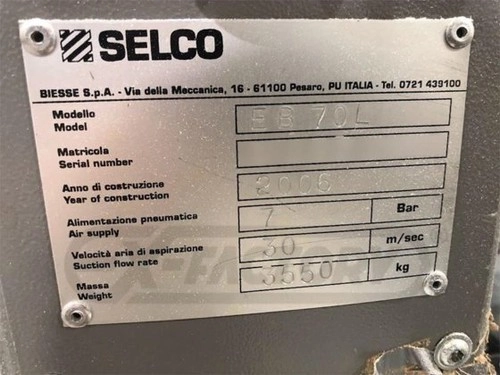 SELCO
BIESSE S.p.A. - Via della Meccanica, 16 - 61100 Pesaro, PU ITALIA - Tel. 0721 439100
Modello
Model
EB 70L
Matricola
Serial number
Anno di costruzione
Year of construction
2006
Alimentazione pneumatica
Air supply
7 Bar
Velocità aria di aspirazione
Suction flow rate
30 m/sec
Massa
Weight
3550 kg